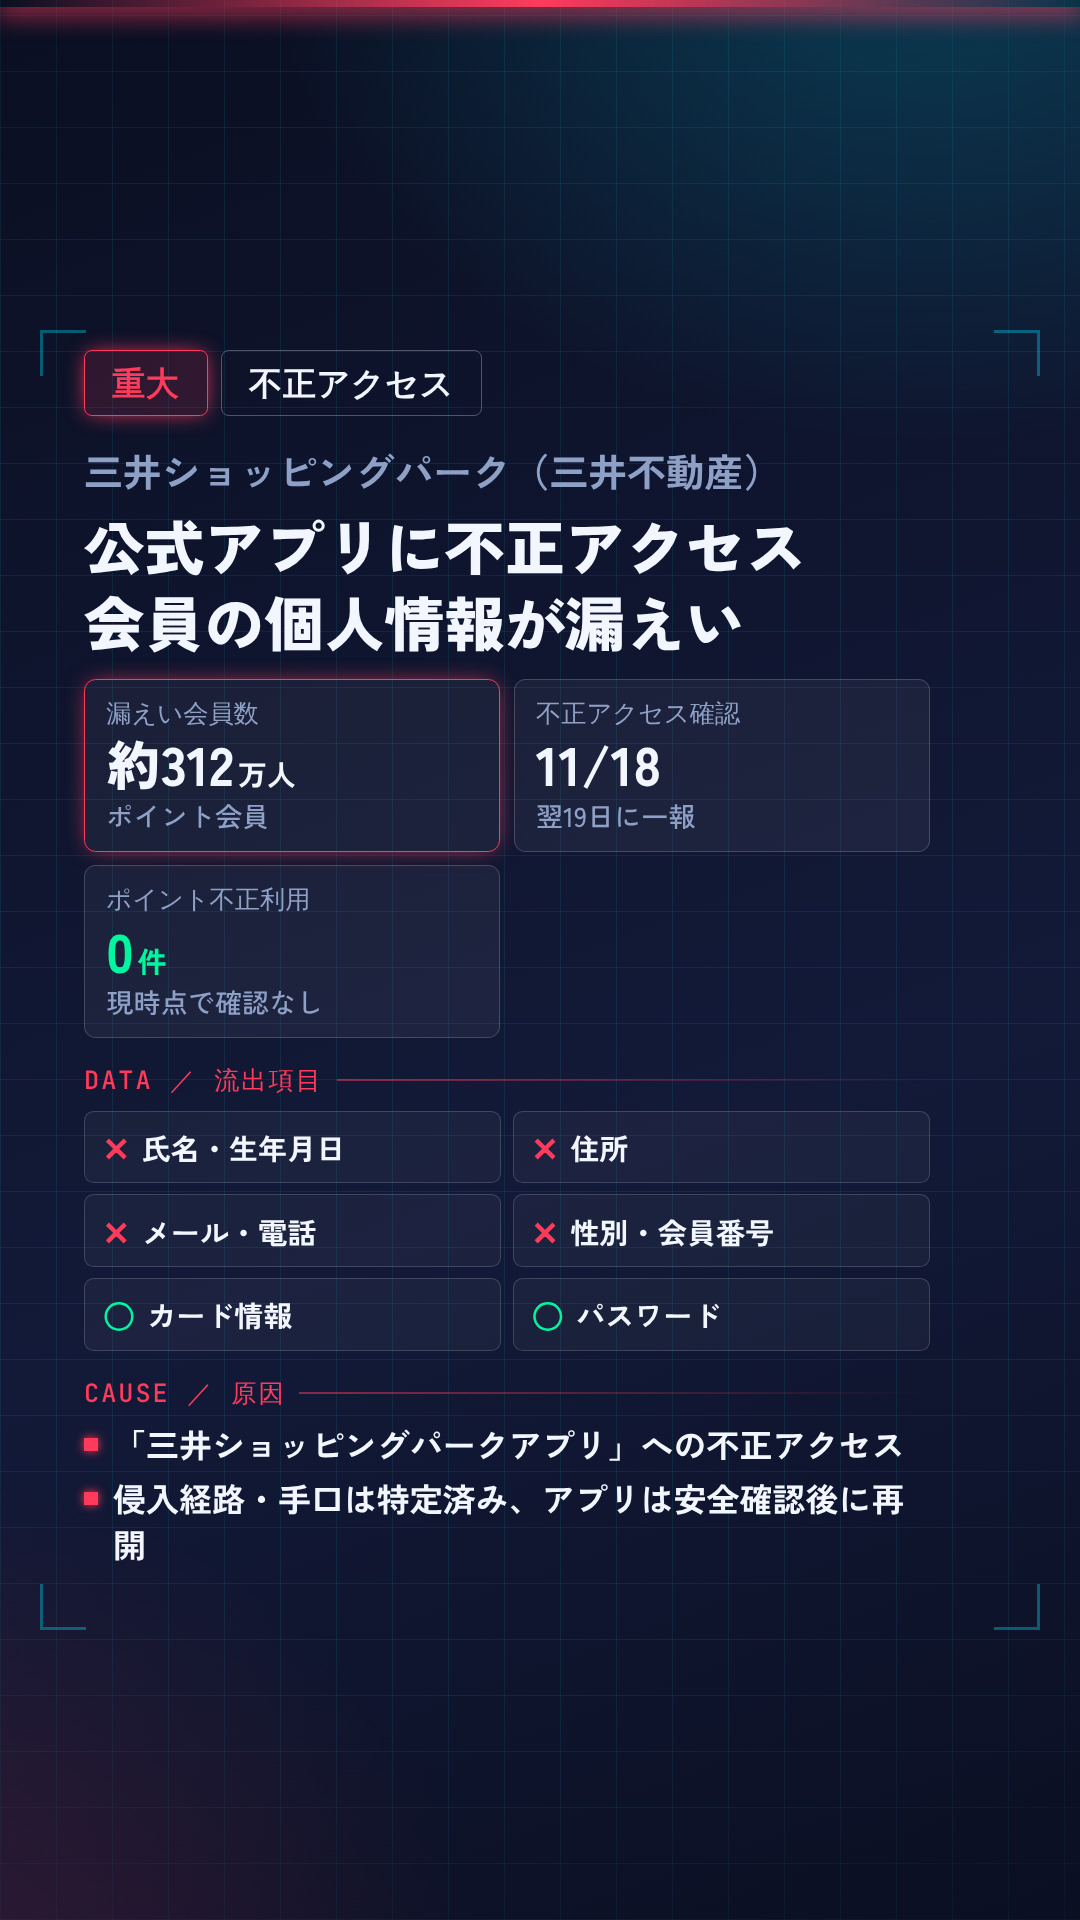 重大
不正アクセス
三井ショッピングパーク（三井不動産）
公式アプリに不正アクセス
会員の個人情報が漏えい
漏えい会員数
約312万人
ポイント会員
不正アクセス確認
11/18
翌19日に一報
ポイント不正利用
0件
現時点で確認なし
DATA ／ 流出項目
✕ 氏名・生年月日
✕ 住所
✕ メール・電話
✕ 性別・会員番号
◯ カード情報
◯ パスワード
CAUSE ／ 原因
「三井ショッピングパークアプリ」への不正アクセス
侵入経路・手口は特定済み、アプリは安全確認後に再
開